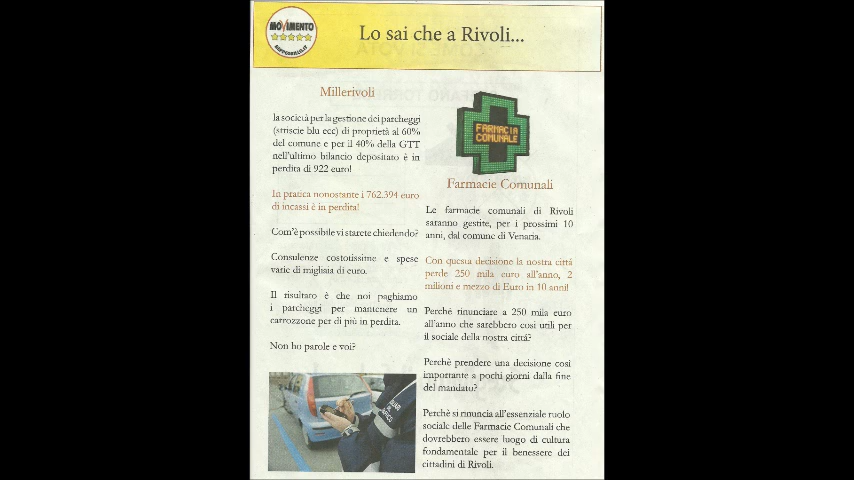 MOVIMENTO
BEPPEGRILLO.IT
Lo sai che a Rivoli...
Millerivoli
la società per la gestione dei parcheggi
(striscie blu ecc) di proprietà al 60%
del comune e per il 40% della GTT
nell'ultimo bilancio depositato è in
perdita di 922 euro!
In pratica nonostante i 762.394 euro
di incassi è in perdita!
Com'è possibile vi starete chiedendo?
Consulenze costotissime e spese
varie di migliaia di euro.
Il risultato è che noi paghiamo
i parcheggi per mantenere un
carrozzone per di più in perdita.
Non ho parole e voi?
FARMACIA
COMUNALE
Farmacie Comunali
Le farmacie comunali di Rivoli
saranno gestite, per i prossimi 10
anni, dal comune di Venaria.
Con questa decisione la nostra città
perde 250 mila euro all'anno, 2
milioni e mezzo di Euro in 10 anni!
Perché rinunciare a 250 mila euro
all'anno che sarebbero così utili per
il sociale della nostra città?
Perchè prendere una decisione così
importante a pochi giorni dalla fine
del mandato?
Perchè si rinuncia all'essenziale ruolo
sociale delle Farmacie Comunali che
dovrebbero essere luogo di cultura
fondamentale per il benessere dei
cittadini di Rivoli.